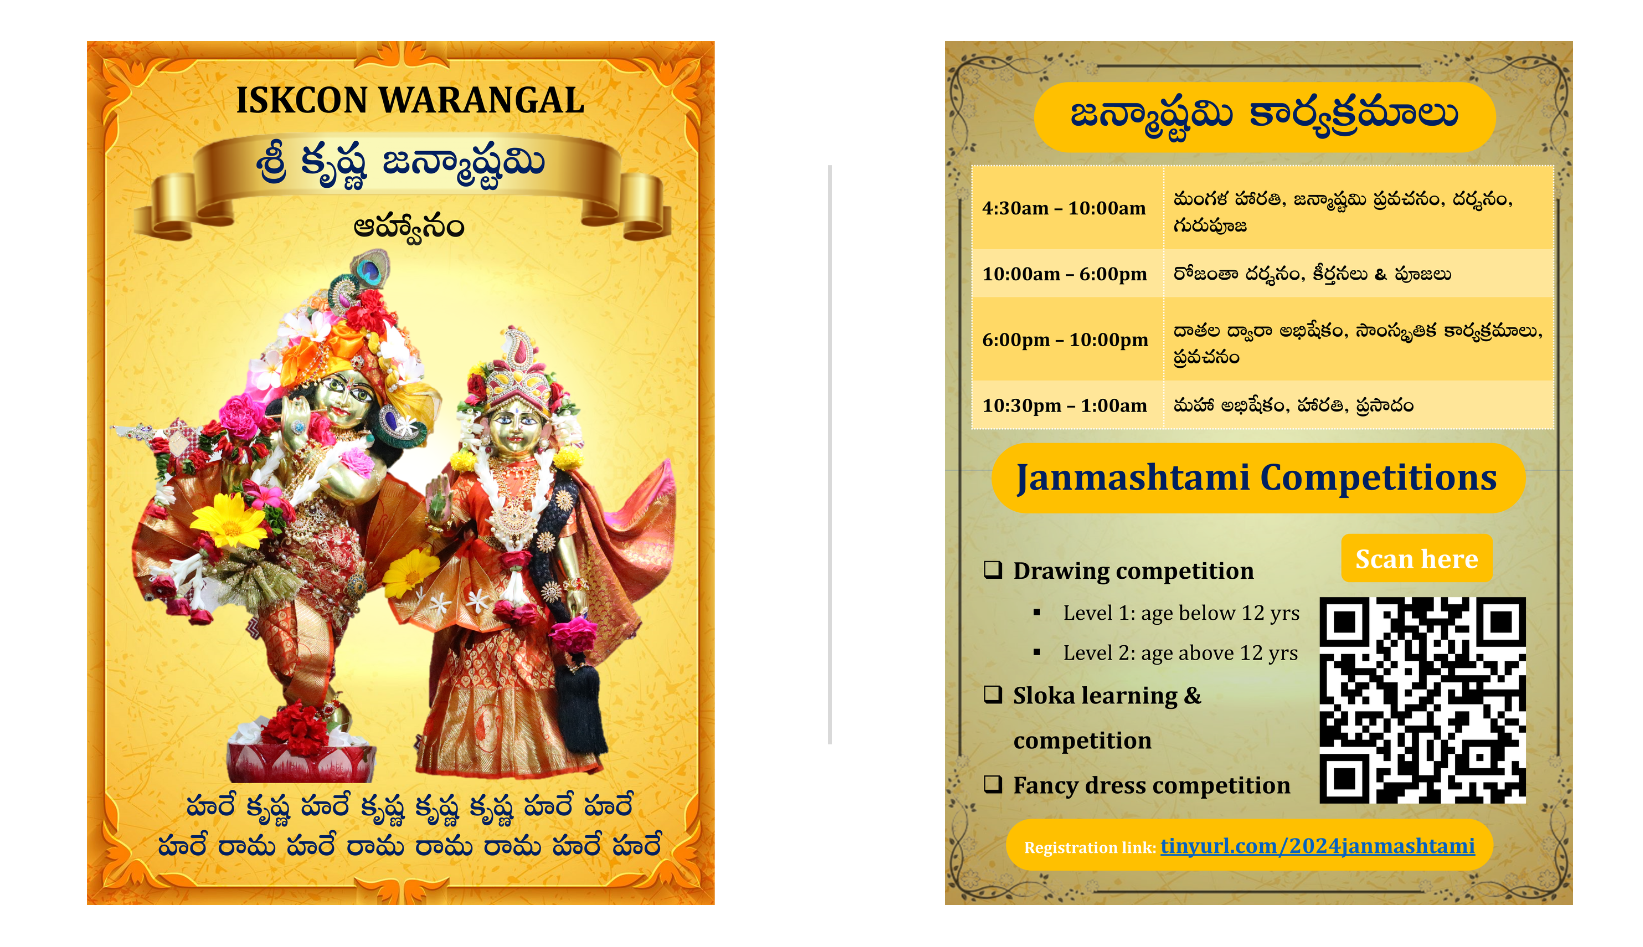 ISKCON WARANGAL
శ్రీ కృష్ణ జన్మాష్టమి
ఆహ్వానం
హరే కృష్ణ హరే కృష్ణ కృష్ణ కృష్ణ హరే హరే
హరే రామ హరే రామ రామ రామ హరే హరే
జన్మాష్టమి కార్యక్రమాలు
4:30am – 10:00am మంగళ హారతి, జన్మాష్టమి ప్రవచనం, దర్శనం,
గురుపూజ
10:00am – 6:00pm రోజంతా దర్శనం, కీర్తనలు & పూజలు
6:00pm – 10:00pm దాతల ద్వారా అభిషేకం, సాంస్కృతిక కార్యక్రమాలు,
ప్రవచనం
10:30pm – 1:00am మహా అభిషేకం, హారతి, ప్రసాదం
Janmashtami Competitions
Scan here
Drawing competition
Level 1: age below 12 yrs
Level 2: age above 12 yrs
Sloka learning &
competition
Fancy dress competition
Registration link: tinyurl.com/2024janmashtami